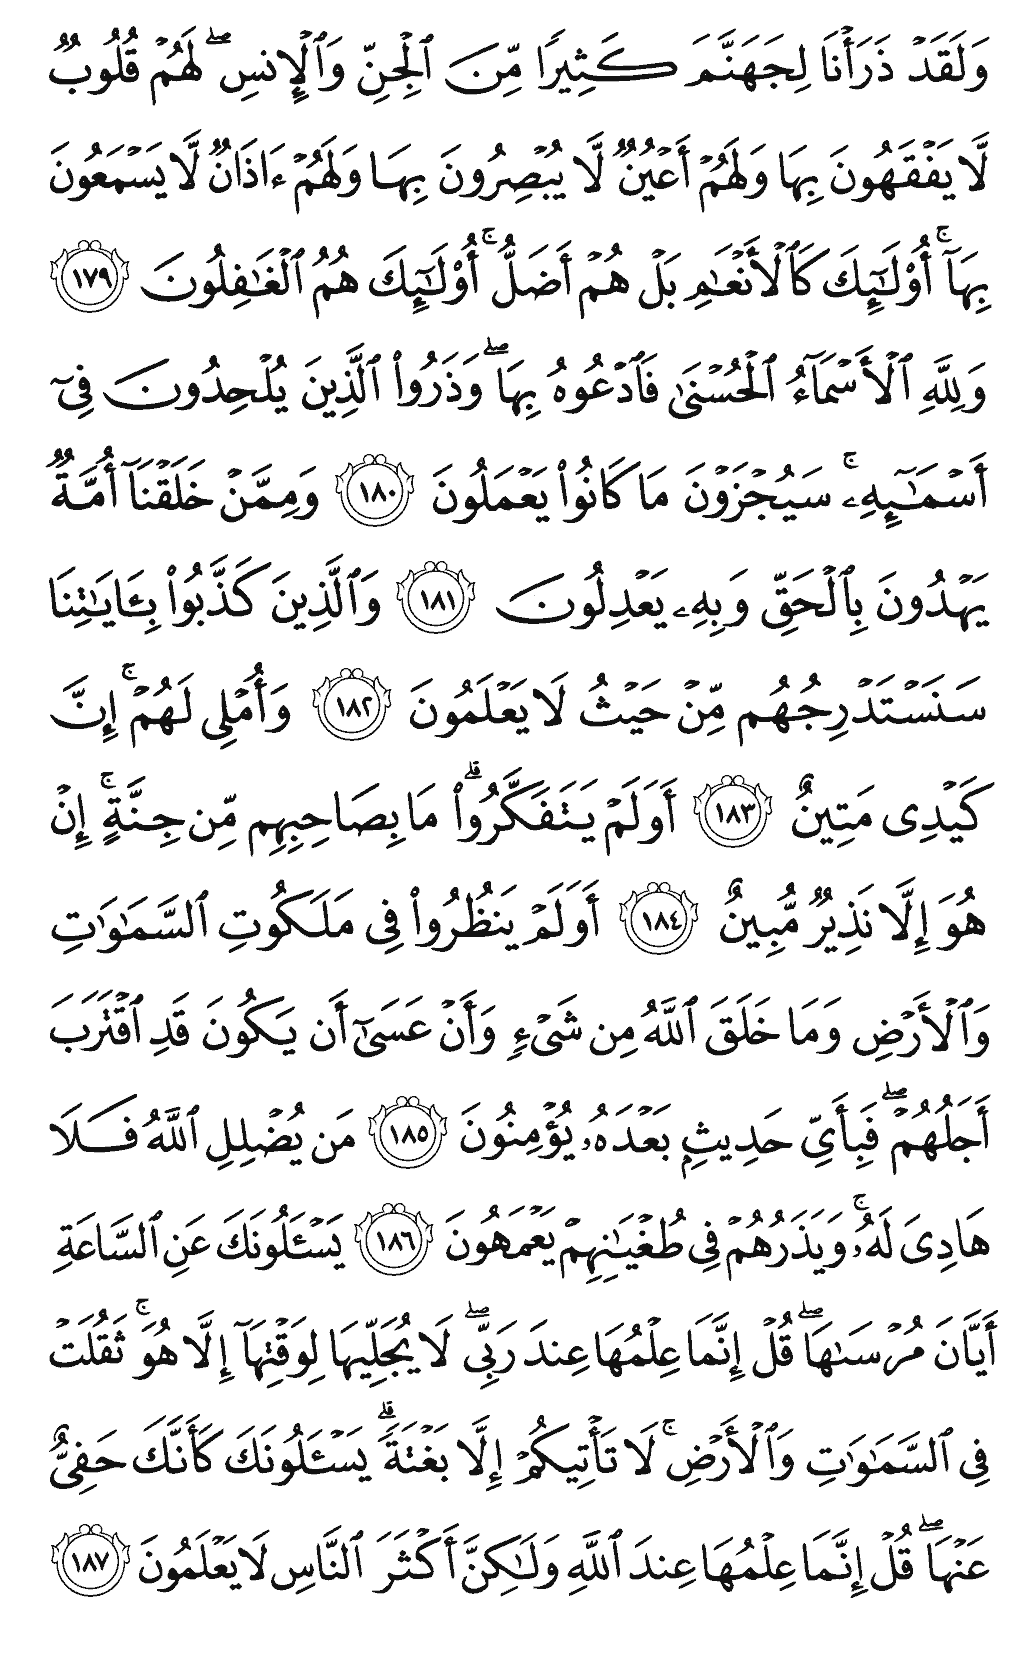 وَلَقَدۡ ذَرَأۡنَا لِجَهَنَّمَ كَثِيرًا مِّنَ ٱلۡجِنِّ وَٱلۡإِنسِۖ لَهُمۡ قُلُوبٌ
لَّا يَفۡقَهُونَ بِهَا وَلَهُمۡ أَعۡيُنٌ لَّا يُبۡصِرُونَ بِهَا وَلَهُمۡ ءَاذَانٌ لَّا يَسۡمَعُونَ
بِهَآۚ أُوْلَٰٓئِكَ كَٱلۡأَنۡعَٰمِ بَلۡ هُمۡ أَضَلُّۚ أُوْلَٰٓئِكَ هُمُ ٱلۡغَٰفِلُونَ ١٧٩
وَلِلَّهِ ٱلۡأَسۡمَآءُ ٱلۡحُسۡنَىٰ فَٱدۡعُوهُ بِهَاۖ وَذَرُواْ ٱلَّذِينَ يُلۡحِدُونَ فِيٓ
أَسۡمَٰٓئِهِۦۚ سَيُجۡزَوۡنَ مَا كَانُواْ يَعۡمَلُونَ ١٨٠ وَمِمَّنۡ خَلَقۡنَآ أُمَّةٌ
يَهۡدُونَ بِٱلۡحَقِّ وَبِهِۦ يَعۡدِلُونَ ١٨١ وَٱلَّذِينَ كَذَّبُواْ بِـَٔايَٰتِنَا
سَنَسۡتَدۡرِجُهُم مِّنۡ حَيۡثُ لَا يَعۡلَمُونَ ١٨٢ وَأُمۡلِي لَهُمۡۚ إِنَّ
كَيۡدِي مَتِينٌ ١٨٣ أَوَلَمۡ يَتَفَكَّرُواْۗ مَا بِصَاحِبِهِم مِّن جِنَّةٍۚ إِنۡ
هُوَ إِلَّا نَذِيرٌ مُّبِينٌ ١٨٤ أَوَلَمۡ يَنظُرُواْ فِي مَلَكُوتِ ٱلسَّمَٰوَٰتِ
وَٱلۡأَرۡضِ وَمَا خَلَقَ ٱللَّهُ مِن شَيۡءٍ وَأَنۡ عَسَىٰٓ أَن يَكُونَ قَدِ ٱقۡتَرَبَ
أَجَلُهُمۡۖ فَبِأَيِّ حَدِيثِۭ بَعۡدَهُۥ يُؤۡمِنُونَ ١٨٥ مَن يُضۡلِلِ ٱللَّهُ فَلَا
هَادِيَ لَهُۥۚ وَيَذَرُهُمۡ فِي طُغۡيَٰنِهِمۡ يَعۡمَهُونَ ١٨٦ يَسۡـَٔلُونَكَ عَنِ ٱلسَّاعَةِ
أَيَّانَ مُرۡسَىٰهَاۖ قُلۡ إِنَّمَا عِلۡمُهَا عِندَ رَبِّيۖ لَا يُجَلِّيهَا لِوَقۡتِهَآ إِلَّا هُوَۚ ثَقُلَتۡ
فِي ٱلسَّمَٰوَٰتِ وَٱلۡأَرۡضِۚ لَا تَأۡتِيكُمۡ إِلَّا بَغۡتَةًۗ يَسۡـَٔلُونَكَ كَأَنَّكَ حَفِيٌّ
عَنۡهَاۖ قُلۡ إِنَّمَا عِلۡمُهَا عِندَ ٱللَّهِ وَلَٰكِنَّ أَكۡثَرَ ٱلنَّاسِ لَا يَعۡلَمُونَ ١٨٧